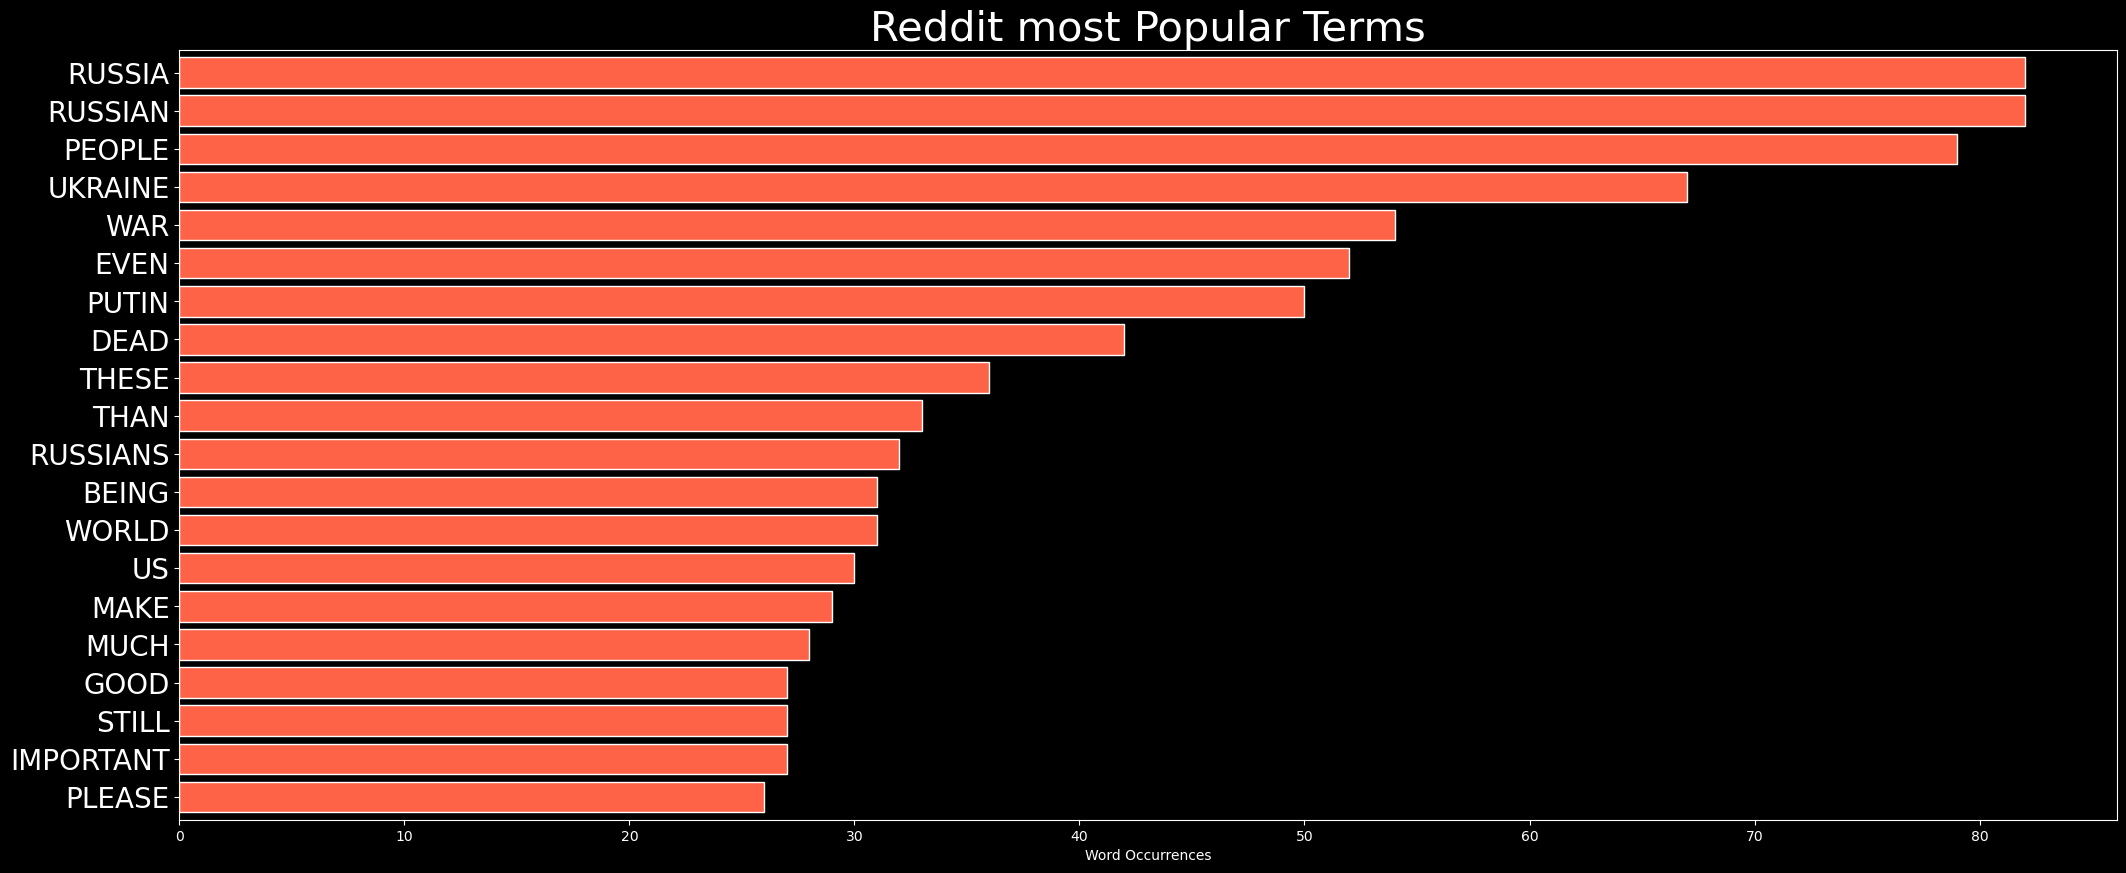 Reddit most Popular Terms
RUSSIA
RUSSIAN
PEOPLE
UKRAINE
WAR
EVEN
PUTIN
DEAD
THESE
THAN
RUSSIANS
BEING
WORLD
US
MAKE
MUCH
GOOD
STILL
IMPORTANT
PLEASE
0 10 20 30 40 50 60 70 80
Word Occurrences